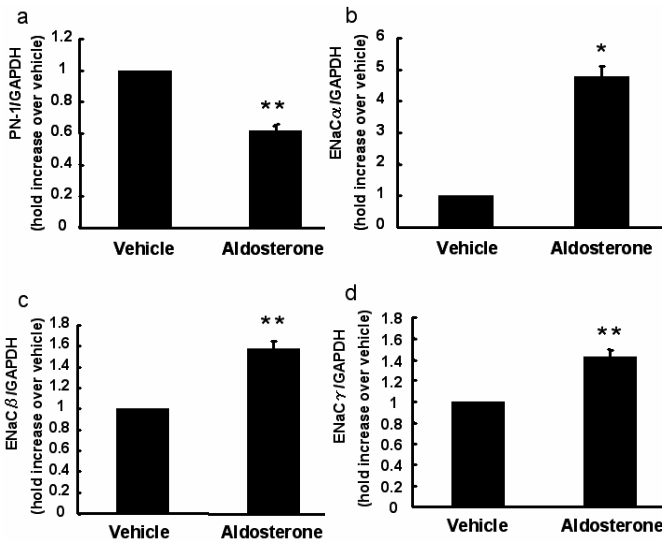 a
PN-1/GAPDH
(hold increase over vehicle)
1.2
1
0.8
0.6
0.4
0.2
0
**
Vehicle
Aldosterone
b
ENaCα/GAPDH
(hold increase over vehicle)
6
5
4
3
2
1
0
*
Vehicle
Aldosterone
c
ENaCβ/GAPDH
(hold increase over vehicle)
1.8
1.6
1.4
1.2
1
0.8
0.6
0.4
0.2
0
**
Vehicle
Aldosterone
d
ENaCγ/GAPDH
(hold increase over vehicle)
1.8
1.6
1.4
1.2
1
0.8
0.6
0.4
0.2
0
**
Vehicle
Aldosterone